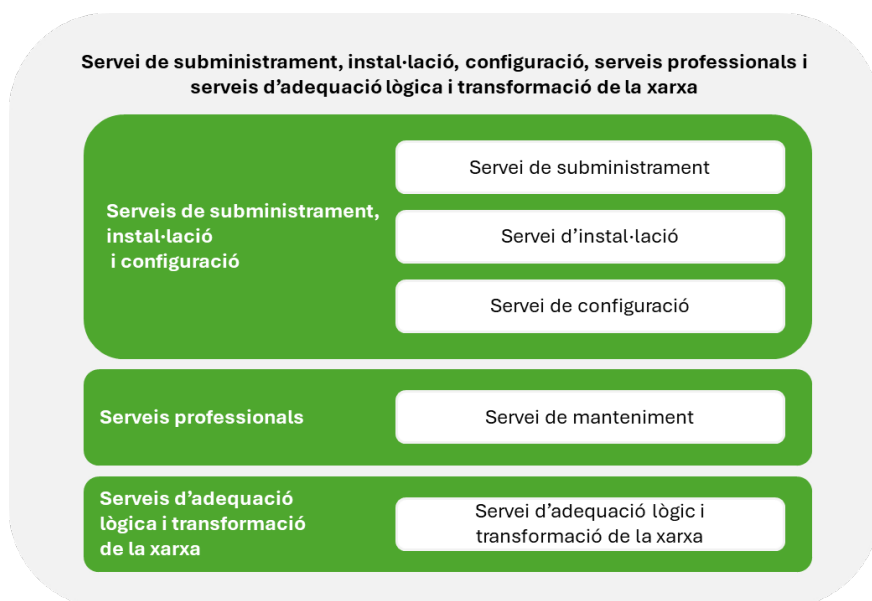 Servei de subministrament, instal·lació, configuració, serveis professionals i
serveis d’adequació lògica i transformació de la xarxa
Serveis de subministrament,
instal·lació
i configuració
Servei de subministrament
Servei d’instal·lació
Servei de configuració
Serveis professionals
Servei de manteniment
Serveis d’adequació
lògica i transformació
de la xarxa
Servei d’adequació lògic i
transformació de la xarxa